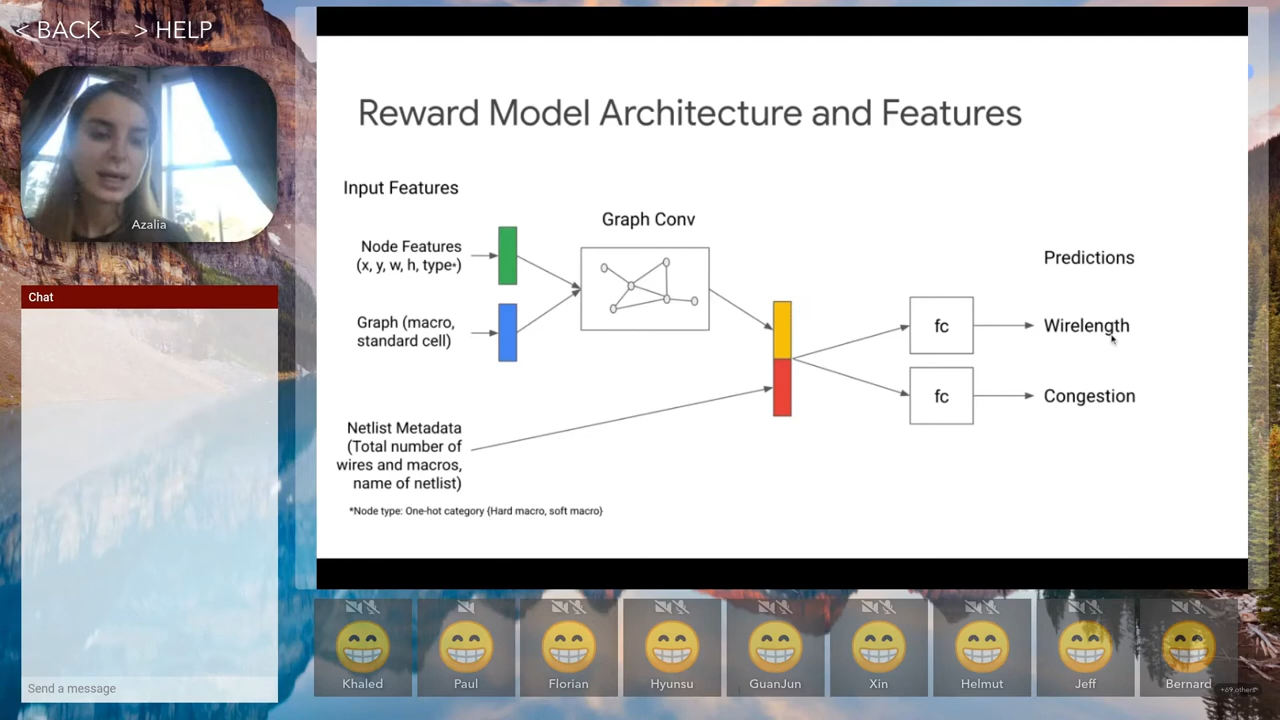 < BACK
> HELP
Azalia
Chat
Send a message
Reward Model Architecture and Features
Input Features
Graph Conv
Node Features
(x, y, w, h, type*)
Graph (macro,
standard cell)
Netlist Metadata
(Total number of
wires and macros,
name of netlist)
*Node type: One-hot category {Hard macro, soft macro}
fc
fc
Predictions
Wirelength
Congestion
Khaled
Paul
Florian
Hyunsu
GuanJun
Xin
Helmut
Jeff
Bernard